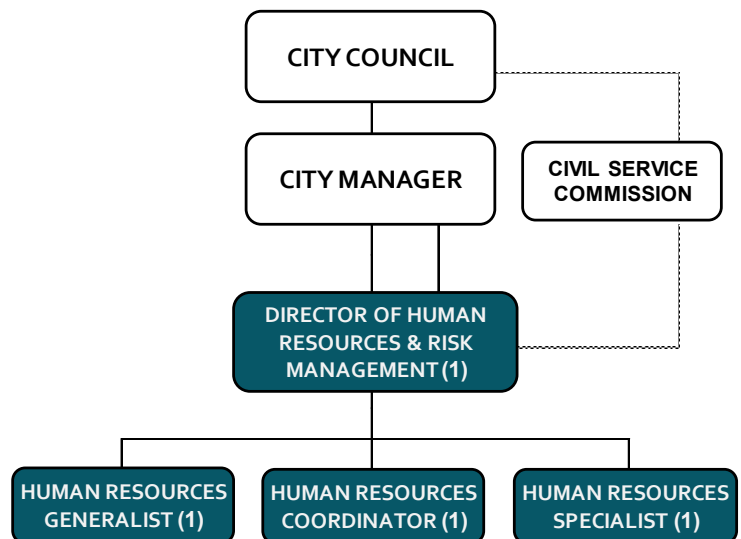 CITY COUNCIL
CITY MANAGER
CIVIL SERVICE
COMMISSION
DIRECTOR OF HUMAN
RESOURCES & RISK
MANAGEMENT (1)
HUMAN RESOURCES
GENERALIST (1)
HUMAN RESOURCES
COORDINATOR (1)
HUMAN RESOURCES
SPECIALIST (1)